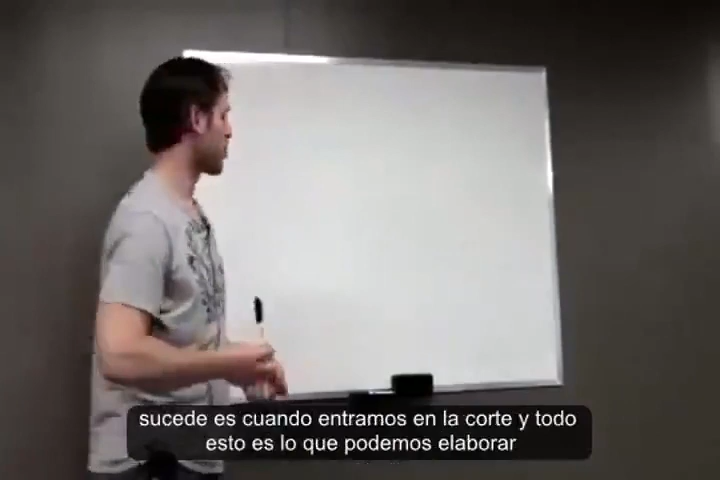 sucede es cuando entramos en la corte y todo
esto es lo que podemos elaborar